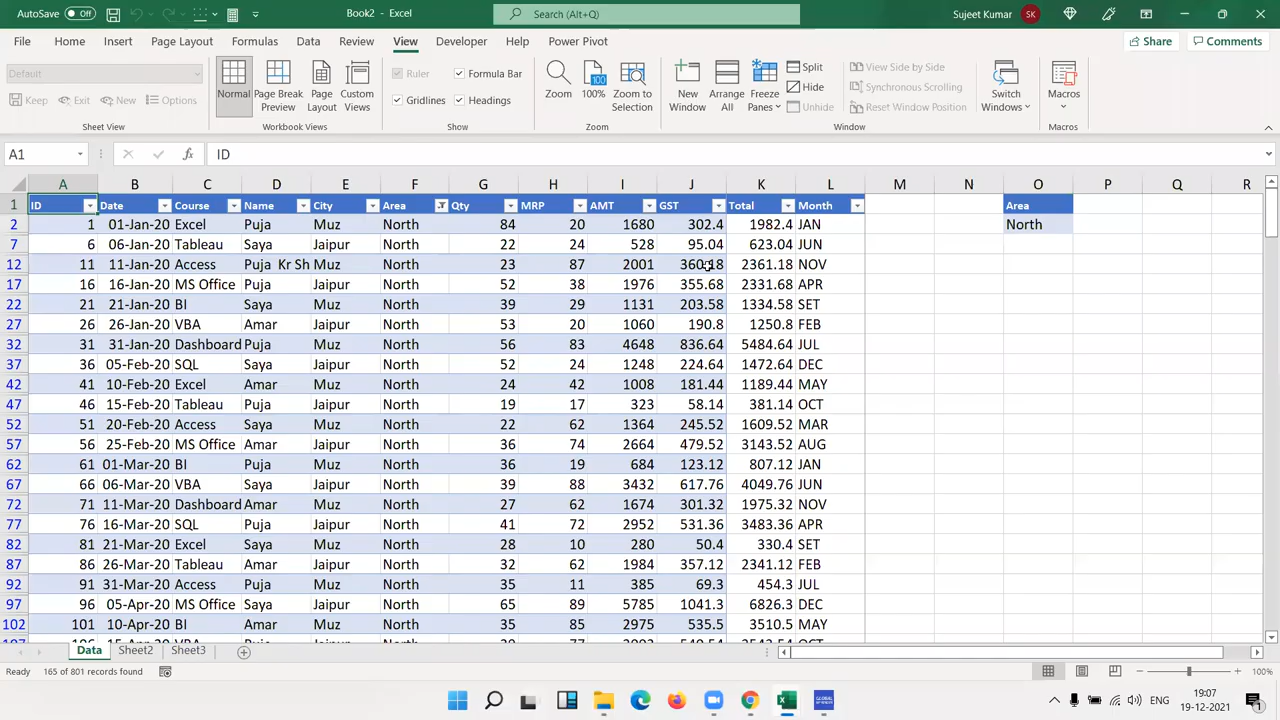 AutoSave Off Book2 - Excel Search (Alt+Q) Sujeet Kumar SK
File Home Insert Page Layout Formulas Data Review View Developer Help Power Pivot Share Comments
Default Keep Exit New Options Sheet View
Normal Page Break Preview Page Layout Custom Views Workbook Views
Ruler Formula Bar Gridlines Headings Show
Zoom 100% Zoom to Selection Zoom
New Window Arrange All Freeze Panes Split Hide Unhide View Side by Side Synchronous Scrolling Reset Window Position Switch Windows Window
Macros Macros
A1 fx ID
A B C D E F G H I J K L M N O P Q R
1 ID Date Course Name City Area Qty MRP AMT GST Total Month Area
2 1 01-Jan-20 Excel Puja Muz North 84 20 1680 302.4 1982.4 JAN North
7 6 06-Jan-20 Tableau Saya Jaipur North 22 24 528 95.04 623.04 JUN
12 11 11-Jan-20 Access Puja Kr Sh Muz North 23 87 2001 360.18 2361.18 NOV
17 16 16-Jan-20 MS Office Puja Jaipur North 52 38 1976 355.68 2331.68 APR
22 21 21-Jan-20 BI Saya Muz North 39 29 1131 203.58 1334.58 SET
27 26 26-Jan-20 VBA Amar Jaipur North 53 20 1060 190.8 1250.8 FEB
32 31 31-Jan-20 Dashboard Puja Muz North 56 83 4648 836.64 5484.64 JUL
37 36 05-Feb-20 SQL Saya Jaipur North 52 24 1248 224.64 1472.64 DEC
42 41 10-Feb-20 Excel Amar Muz North 24 42 1008 181.44 1189.44 MAY
47 46 15-Feb-20 Tableau Puja Jaipur North 19 17 323 58.14 381.14 OCT
52 51 20-Feb-20 Access Saya Muz North 22 62 1364 245.52 1609.52 MAR
57 56 25-Feb-20 MS Office Amar Jaipur North 36 74 2664 479.52 3143.52 AUG
62 61 01-Mar-20 BI Puja Muz North 36 19 684 123.12 807.12 JAN
67 66 06-Mar-20 VBA Saya Jaipur North 39 88 3432 617.76 4049.76 JUN
72 71 11-Mar-20 Dashboard Amar Muz North 27 62 1674 301.32 1975.32 NOV
77 76 16-Mar-20 SQL Puja Jaipur North 41 72 2952 531.36 3483.36 APR
82 81 21-Mar-20 Excel Saya Muz North 28 10 280 50.4 330.4 SET
87 86 26-Mar-20 Tableau Amar Jaipur North 32 62 1984 357.12 2341.12 FEB
92 91 31-Mar-20 Access Puja Muz North 35 11 385 69.3 454.3 JUL
97 96 05-Apr-20 MS Office Saya Jaipur North 65 89 5785 1041.3 6826.3 DEC
102 101 10-Apr-20 BI Amar Muz North 35 85 2975 535.5 3510.5 MAY
Data Sheet2 Sheet3
Ready 165 of 801 records found 100%
ENG 19:07
19-12-2021